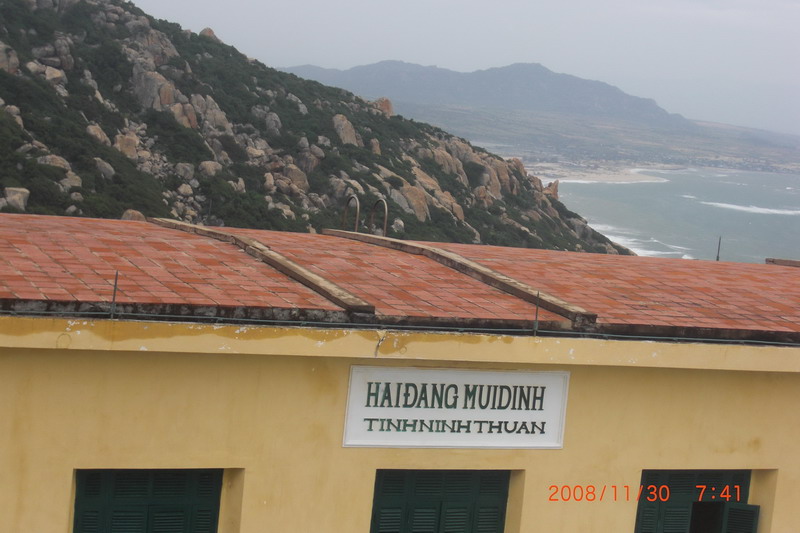 HAIĐANG MUIDINH
TINHNINHTHUAN
2008/11/30 7:41